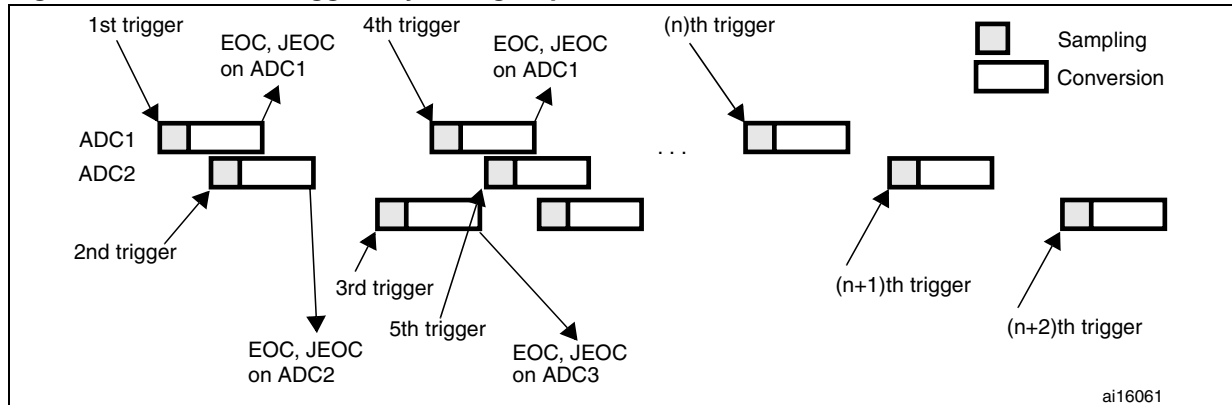 1st trigger
EOC, JEOC
on ADC1
4th trigger
EOC, JEOC
on ADC1
(n)th trigger
Sampling
Conversion
ADC1
ADC2
. . .
2nd trigger
3rd trigger
5th trigger
(n+1)th trigger
(n+2)th trigger
EOC, JEOC
on ADC2
EOC, JEOC
on ADC3
ai16061